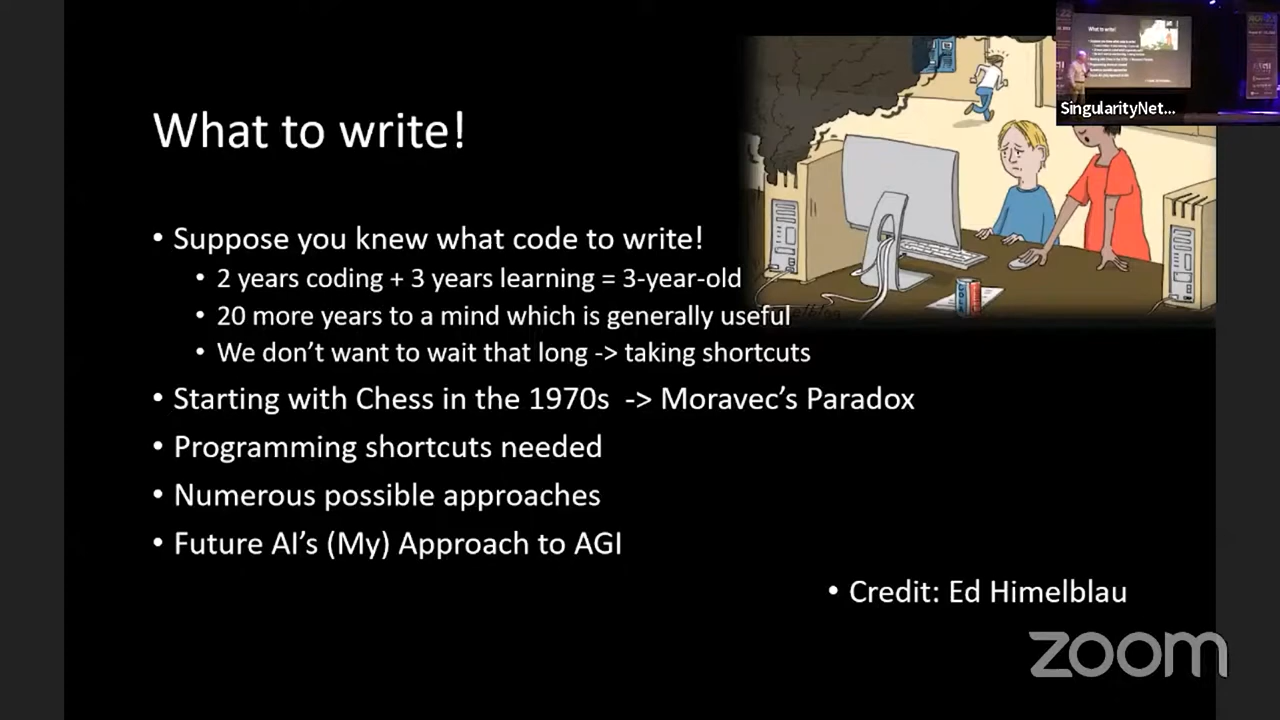 What to write!
• Suppose you knew what code to write!
• 2 years coding + 3 years learning = 3-year-old
• 20 more years to a mind which is generally useful
• We don't want to wait that long -> taking shortcuts
• Starting with Chess in the 1970s -> Moravec's Paradox
• Programming shortcuts needed
• Numerous possible approaches
• Future AI's (My) Approach to AGI
• Credit: Ed Himelblau
SingularityNet...
COLA
zoom